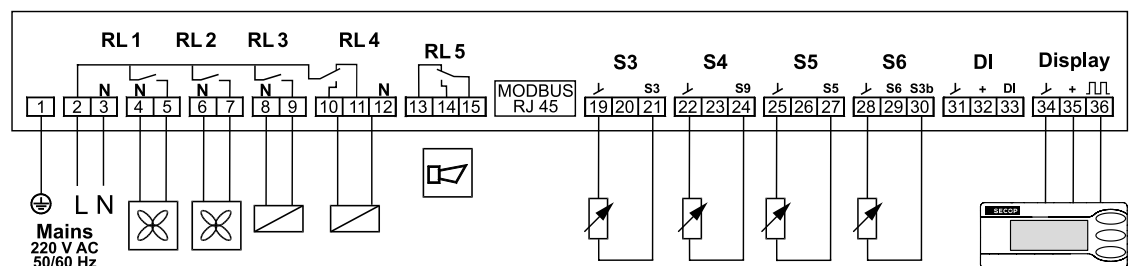 RL 1 RL 2 RL 3 RL 4 RL 5 S3 S4 S5 S6 DI Display
N N N N N MODBUS RJ 45 S3 S9 S5 S6 S3b + DI +
1 2 3 4 5 6 7 8 9 10 11 12 13 14 15 19 20 21 22 23 24 25 26 27 28 29 30 31 32 33 34 35 36
L N
Mains
220 V AC
50/60 Hz
SECOP